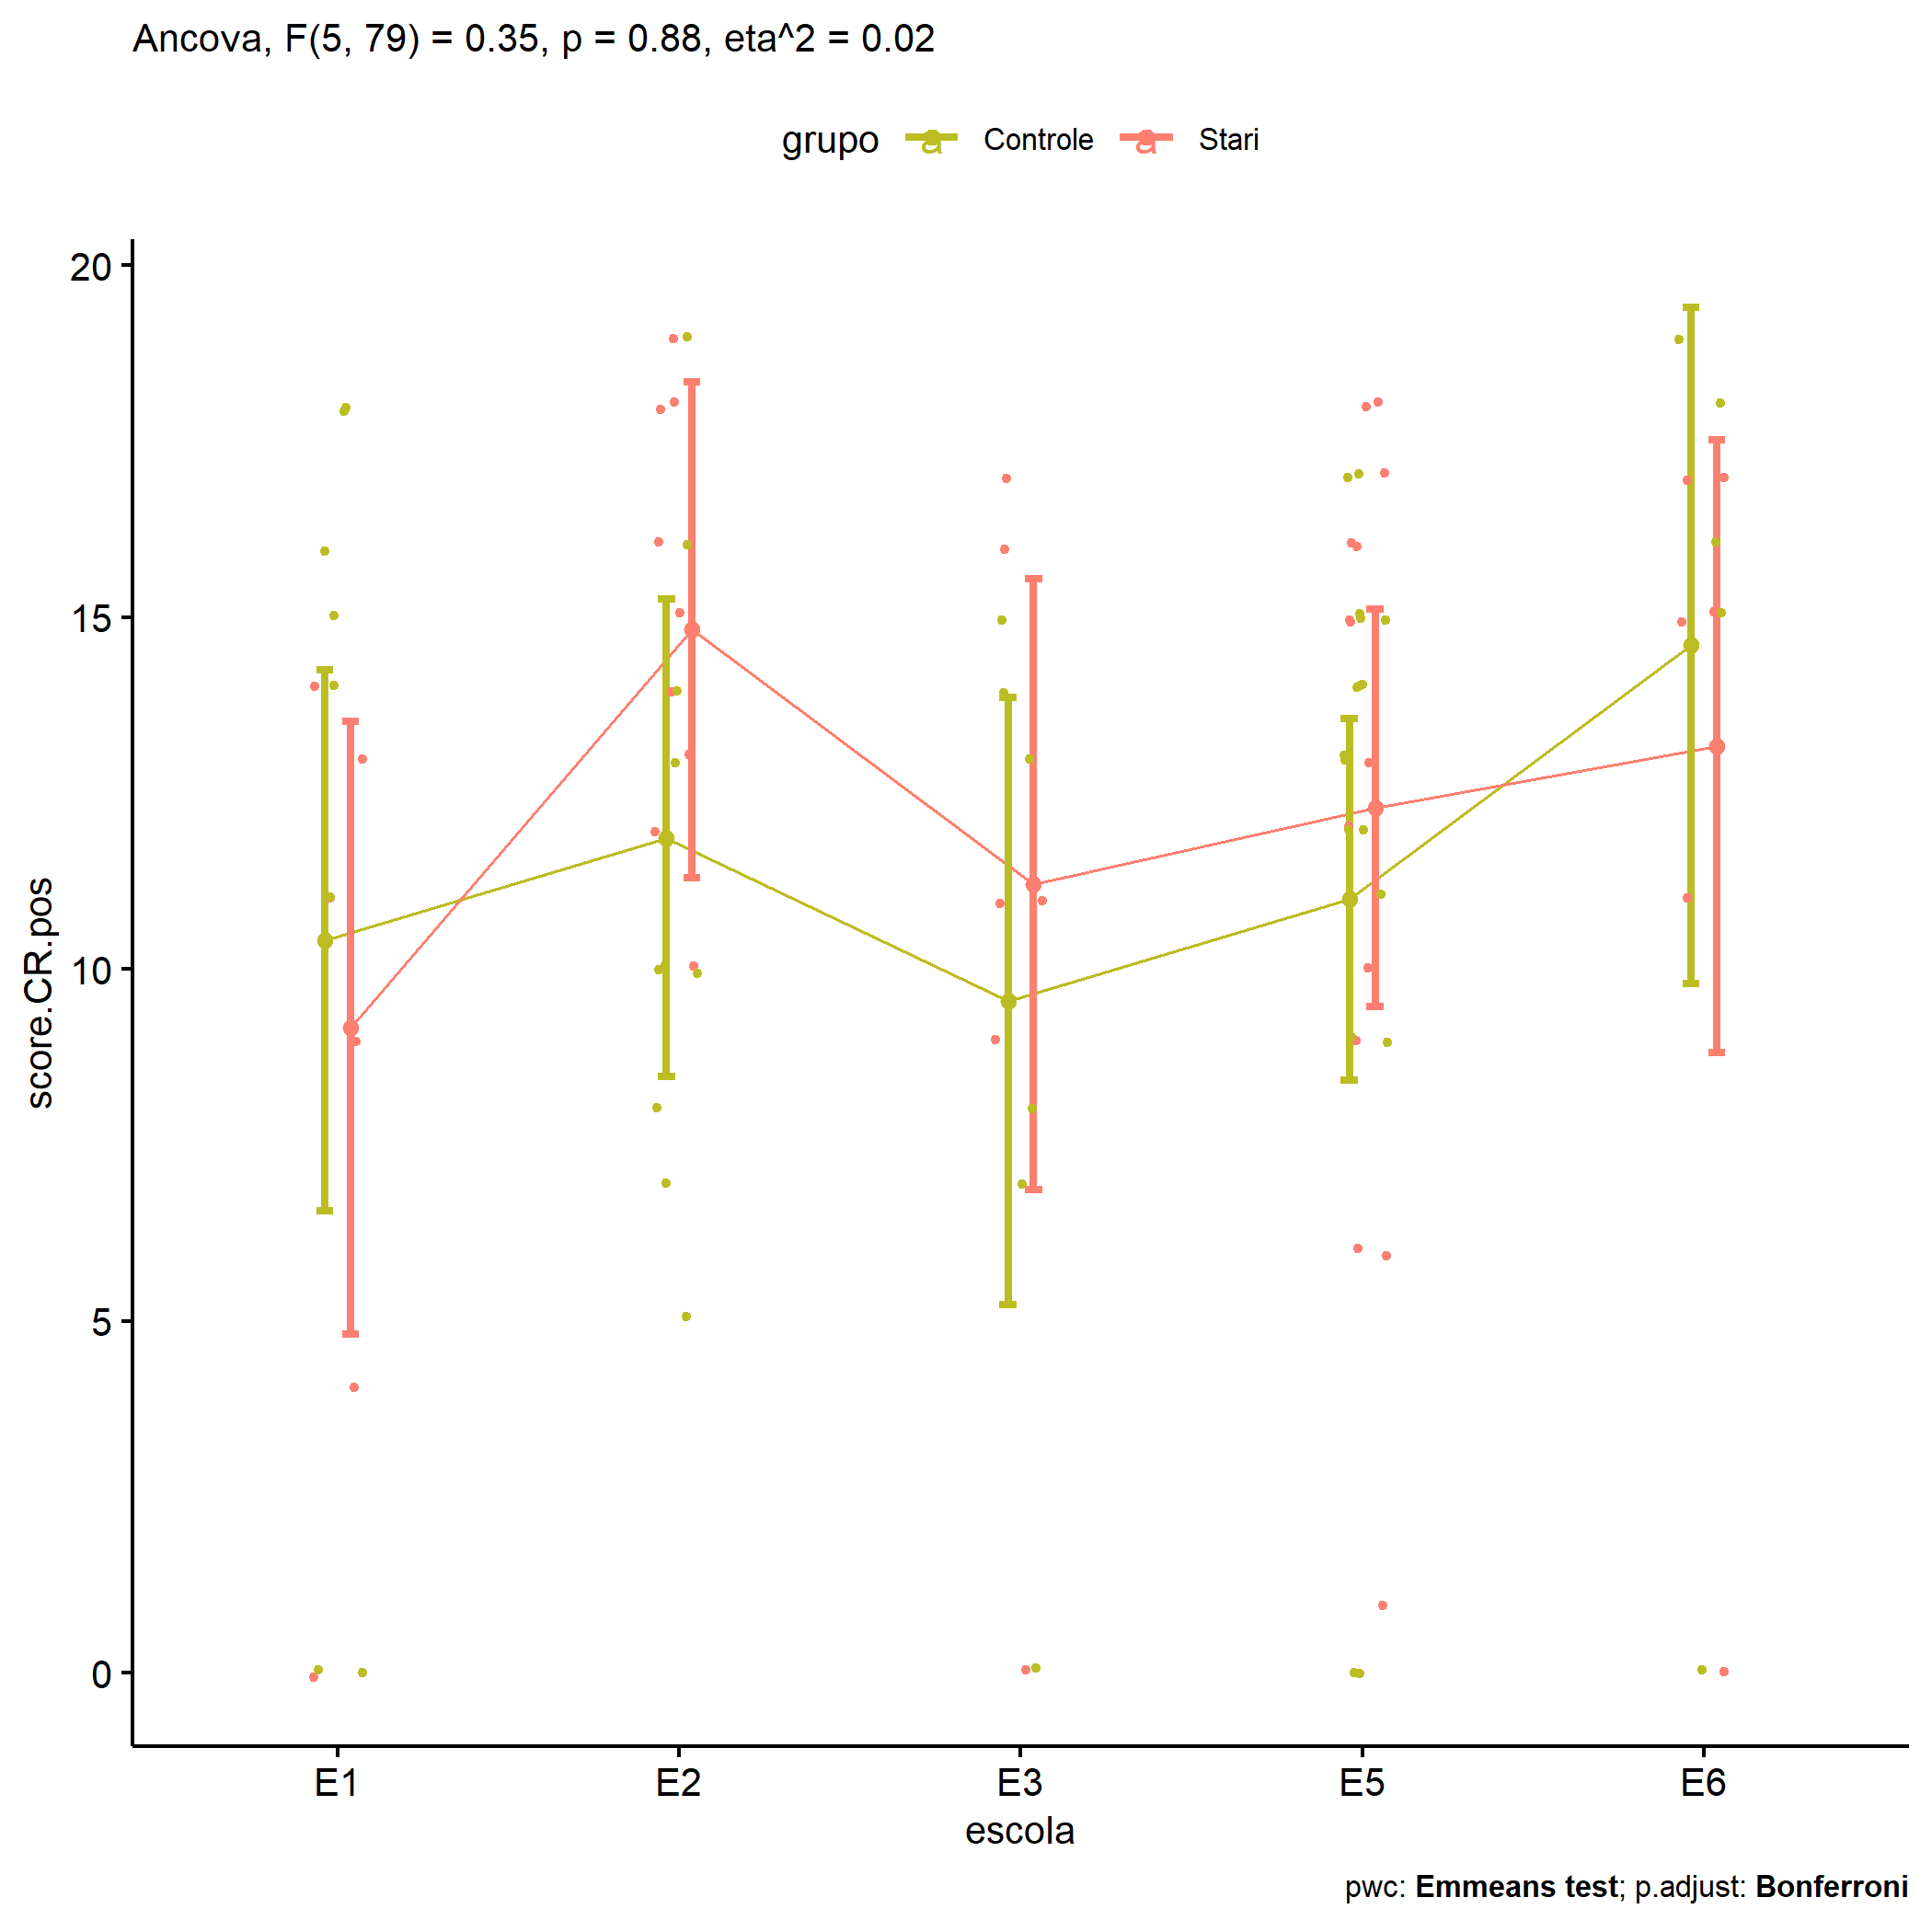 Ancova, F(5, 79) = 0.35, p = 0.88, eta^2 = 0.02
grupo a Controle a Stari
20
15
10
5
0
score.CR.pos
E1 E2 E3 E5 E6
escola
pwc: Emmeans test; p.adjust: Bonferroni